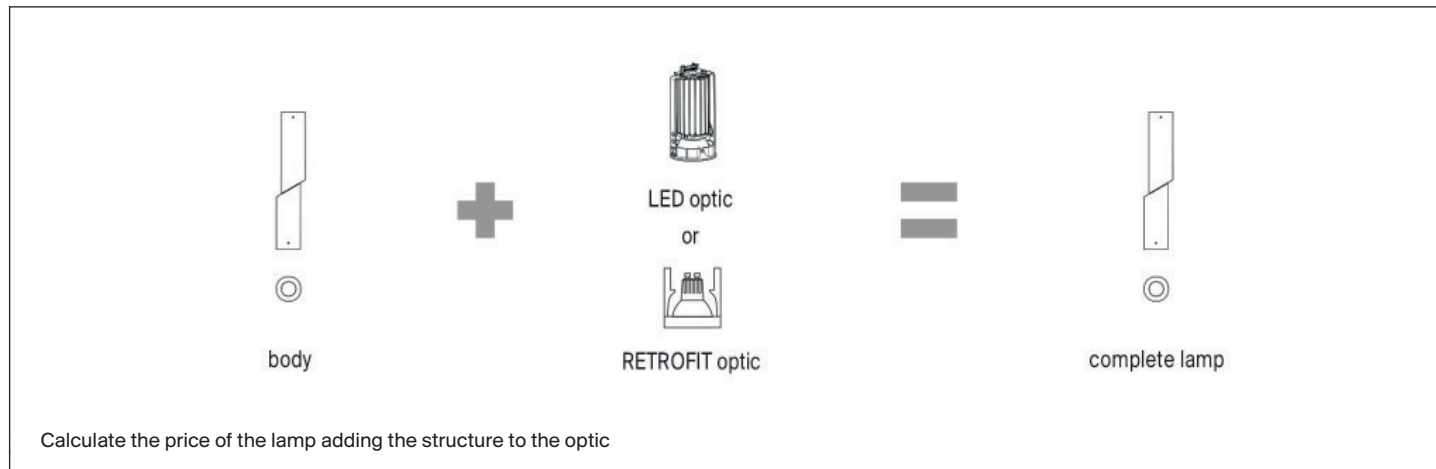 LED optic
or
body
RETROFIT optic
complete lamp
Calculate the price of the lamp adding the structure to the optic